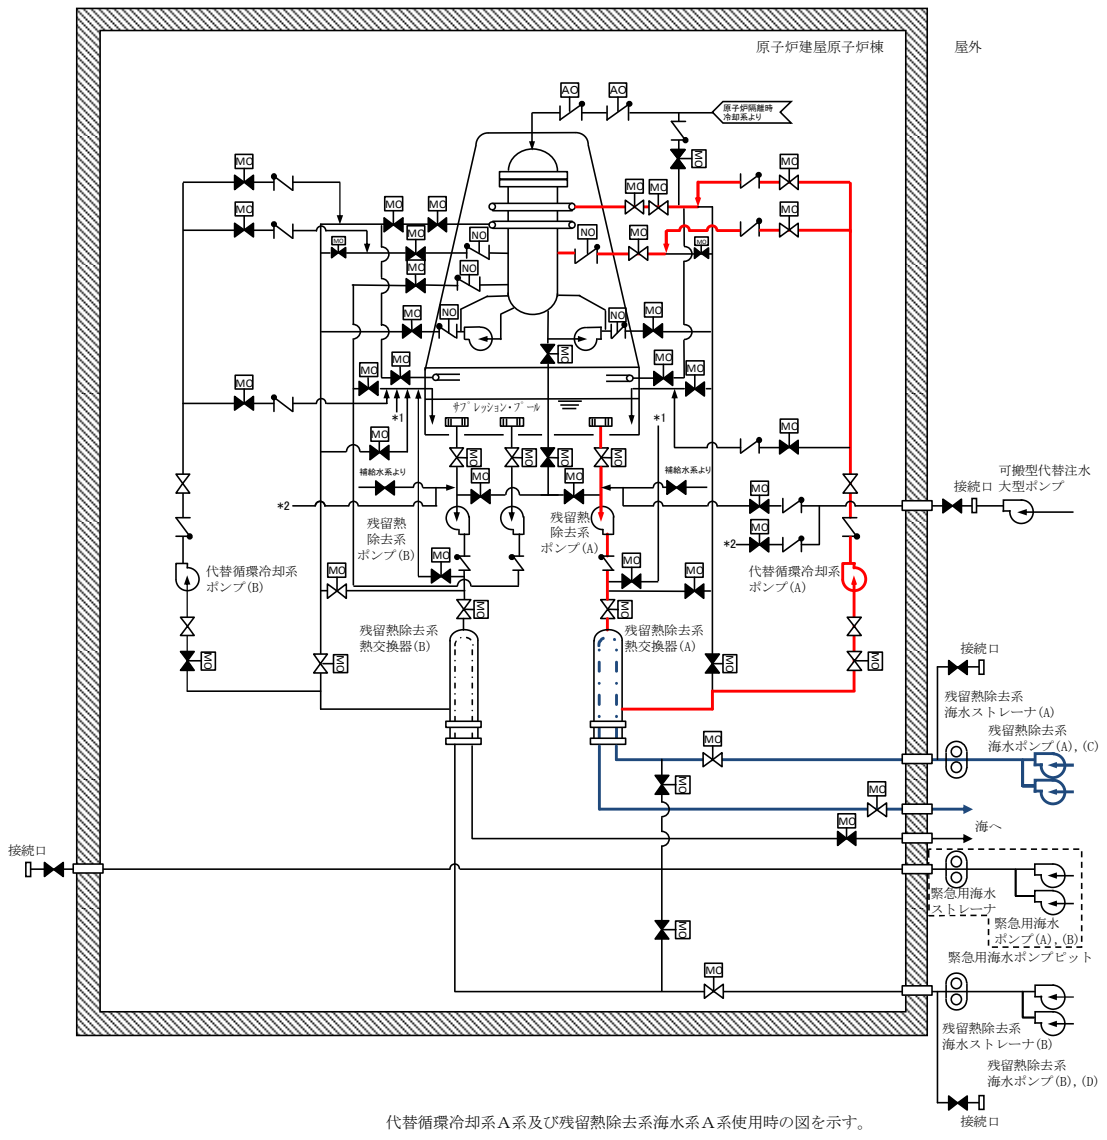 原子炉建屋原子炉棟
屋外
AO
AO
原子炉隔離時
冷却系より
MO
MO
MO
MO
MO
MO
MO
MO
MO
MO
MO
NO
NO
MO
MO
MO
MO
NO
MO
MO
NO
NO
MO
MO
MO
MO
MO
MO
MO
*1
ｻﾌﾟﾚｯｼｮﾝ・ﾌﾟｰﾙ
*1
MO
MO
MO
MO
MO
MO
補給水系より
MO
MO
補給水系より
MO
可搬型代替注水
大型ポンプ
接続口
*2
残留熱
除去系
ポンプ(B)
残留熱
除去系
ポンプ(A)
MO
*2
MO
MO
MO
MO
代替循環冷却系
ポンプ(B)
代替循環冷却系
ポンプ(A)
MO
MO
MO
残留熱除去系
熱交換器(B)
残留熱除去系
熱交換器(A)
MO
MO
MO
MO
接続口
残留熱除去系
海水ストレーナ(A)
残留熱除去系
海水ポンプ(A),(C)
MO
MO
MO
MO
海へ
接続口
緊急用海水
ストレーナ
緊急用海水
ポンプ(A),(B)
緊急用海水ポンプピット
MO
MO
残留熱除去系
海水ストレーナ(B)
残留熱除去系
海水ポンプ(B),(D)
接続口
代替循環冷却系Ａ系及び残留熱除去系海水系Ａ系使用時の図を示す。